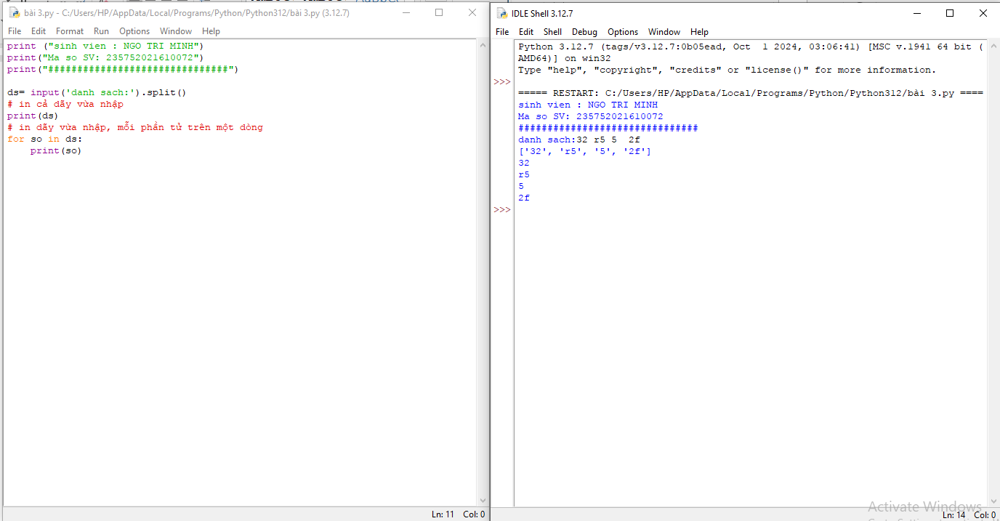 bài 3.py - C:/Users/HP/AppData/Local/Programs/Python/Python312/bài 3.py (3.12.7)
File Edit Format Run Options Window Help
print ("sinh vien : NGO TRI MINH")
print("Ma so SV: 235752021610072")
print("###############################")
ds= input('danh sach:').split()
# in cả dãy vừa nhập
print(ds)
# in dãy vừa nhập, mỗi phần tử trên một dòng
for so in ds:
    print(so)
Ln: 11 Col: 0
IDLE Shell 3.12.7
File Edit Shell Debug Options Window Help
Python 3.12.7 (tags/v3.12.7:0b05ead, Oct  1 2024, 03:06:41) [MSC v.1941 64 bit (
AMD64)] on win32
Type "help", "copyright", "credits" or "license()" for more information.
>>>
===== RESTART: C:/Users/HP/AppData/Local/Programs/Python/Python312/bài 3.py ====
sinh vien : NGO TRI MINH
Ma so SV: 235752021610072
###############################
danh sach:32 r5 5  2f
['32', 'r5', '5', '2f']
32
r5
5
2f
>>>
Activate Windows
Ln: 14 Col: 0